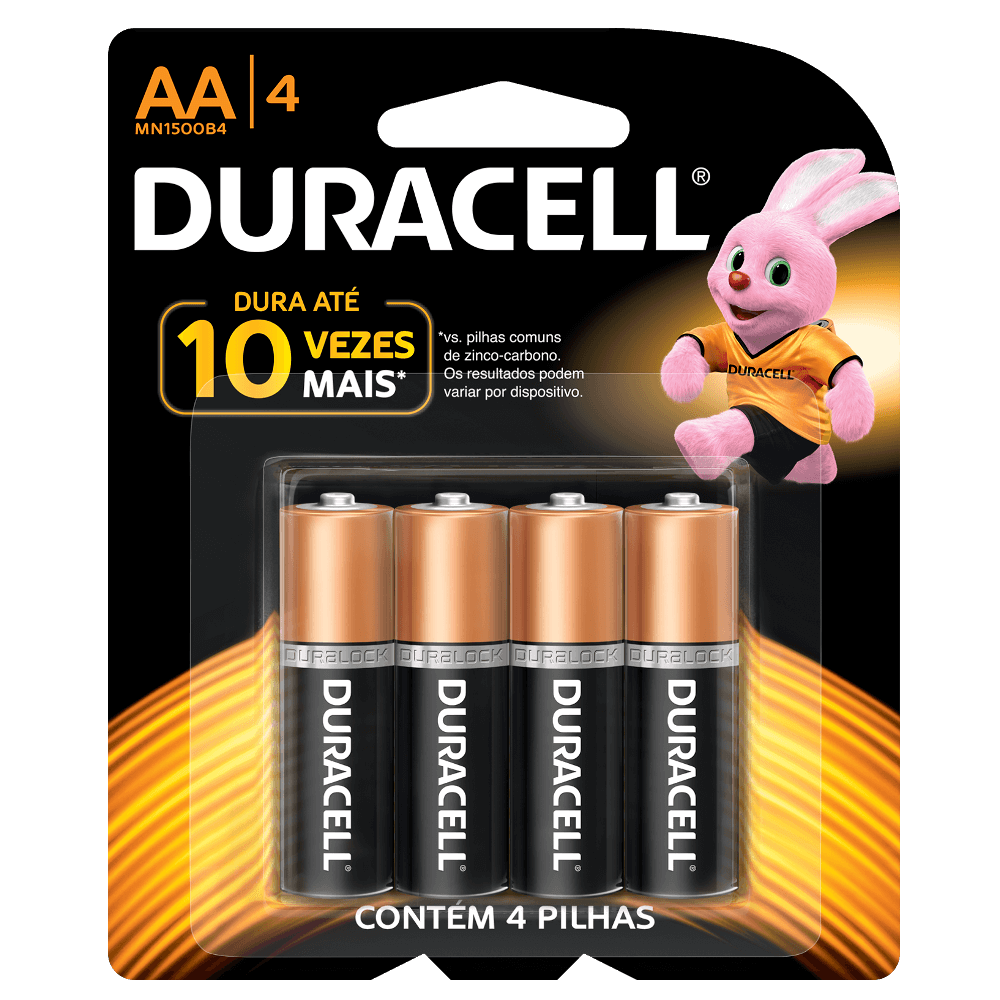 AA 4
MN1500B4
DURACELL®
DURA ATÉ
10 VEZES
MAIS*
*vs. pilhas comuns
de zinco-carbono.
Os resultados podem
variar por dispositivo.
DURACELL
DURALOCK DURALOCK DURALOCK DURALOCK
DURACELL®
DURACELL®
DURACELL®
DURACELL®
CONTÉM 4 PILHAS